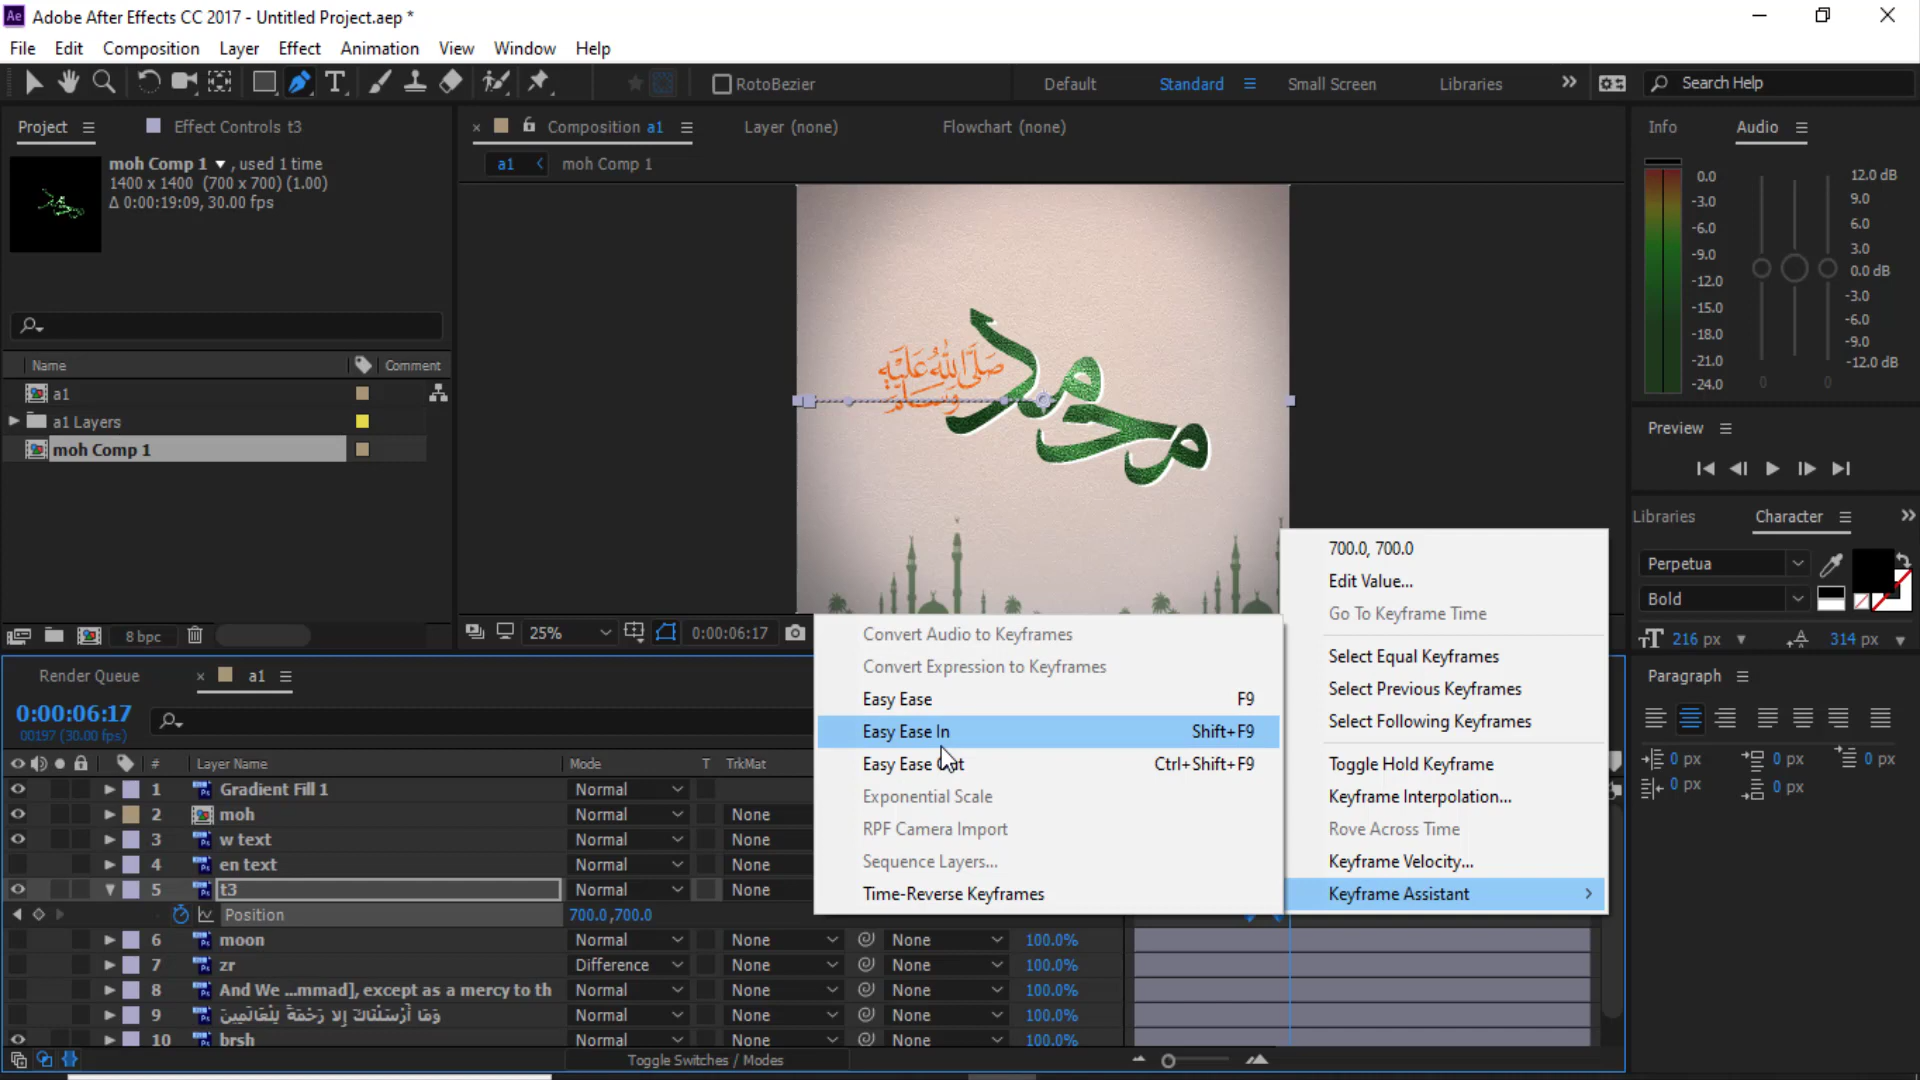 Adobe After Effects CC 2017 - Untitled Project.aep *
File Edit Composition Layer Effect Animation View Window Help
RotoBezier
Default Standard Small Screen Libraries
Search Help
Project Effect Controls t3
moh Comp 1 , used 1 time
1400 x 1400 (700 x 700) (1.00)
Δ 0:00:19:09, 30.00 fps
Name Comment
a1
a1 Layers
moh Comp 1
8 bpc
Composition a1 Layer (none) Flowchart (none)
a1 moh Comp 1
محمد
صَلَّى اللهُ عَلَيْهِ
وَسَلَّمَ
25% 0:00:06:17
Info Audio
0.0
-3.0
-6.0
-9.0
-12.0
-15.0
-18.0
-21.0
-24.0
12.0 dB
9.0
6.0
3.0
0.0 dB
-3.0
-6.0
-9.0
-12.0 dB
0 0
Preview
Libraries Character
Perpetua
Bold
216 px 314 px
Paragraph
0 px 0 px 0 px
0 px 0 px
700.0, 700.0
Edit Value...
Go To Keyframe Time
Select Equal Keyframes
Select Previous Keyframes
Select Following Keyframes
Toggle Hold Keyframe
Keyframe Interpolation...
Rove Across Time
Keyframe Velocity...
Keyframe Assistant
Convert Audio to Keyframes
Convert Expression to Keyframes
Easy Ease F9
Easy Ease In Shift+F9
Easy Ease Out Ctrl+Shift+F9
Exponential Scale
RPF Camera Import
Sequence Layers...
Time-Reverse Keyframes
Render Queue a1
0:00:06:17
00197 (30.00 fps)
# Layer Name Mode T TrkMat
1 Gradient Fill 1 Normal
2 moh Normal None
3 w text Normal None
4 en text Normal None
5 t3 Normal None
Position 700.0,700.0
6 moon Normal None None 100.0%
7 zr Difference None None 100.0%
8 And We ...mmad], except as a mercy to th Normal None None 100.0%
9 وَمَا أَرْسَلْنَاكَ إِلا رَحْمَةً لِلْعَالَمِينَ Normal None None 100.0%
10 brsh Normal None None 100.0%
Toggle Switches / Modes